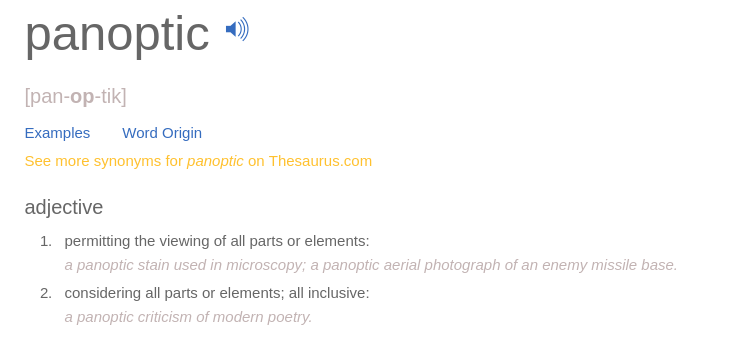 panoptic
[pan-op-tik]
Examples Word Origin
See more synonyms for panoptic on Thesaurus.com
adjective
1. permitting the viewing of all parts or elements:
a panoptic stain used in microscopy; a panoptic aerial photograph of an enemy missile base.
2. considering all parts or elements; all inclusive:
a panoptic criticism of modern poetry.